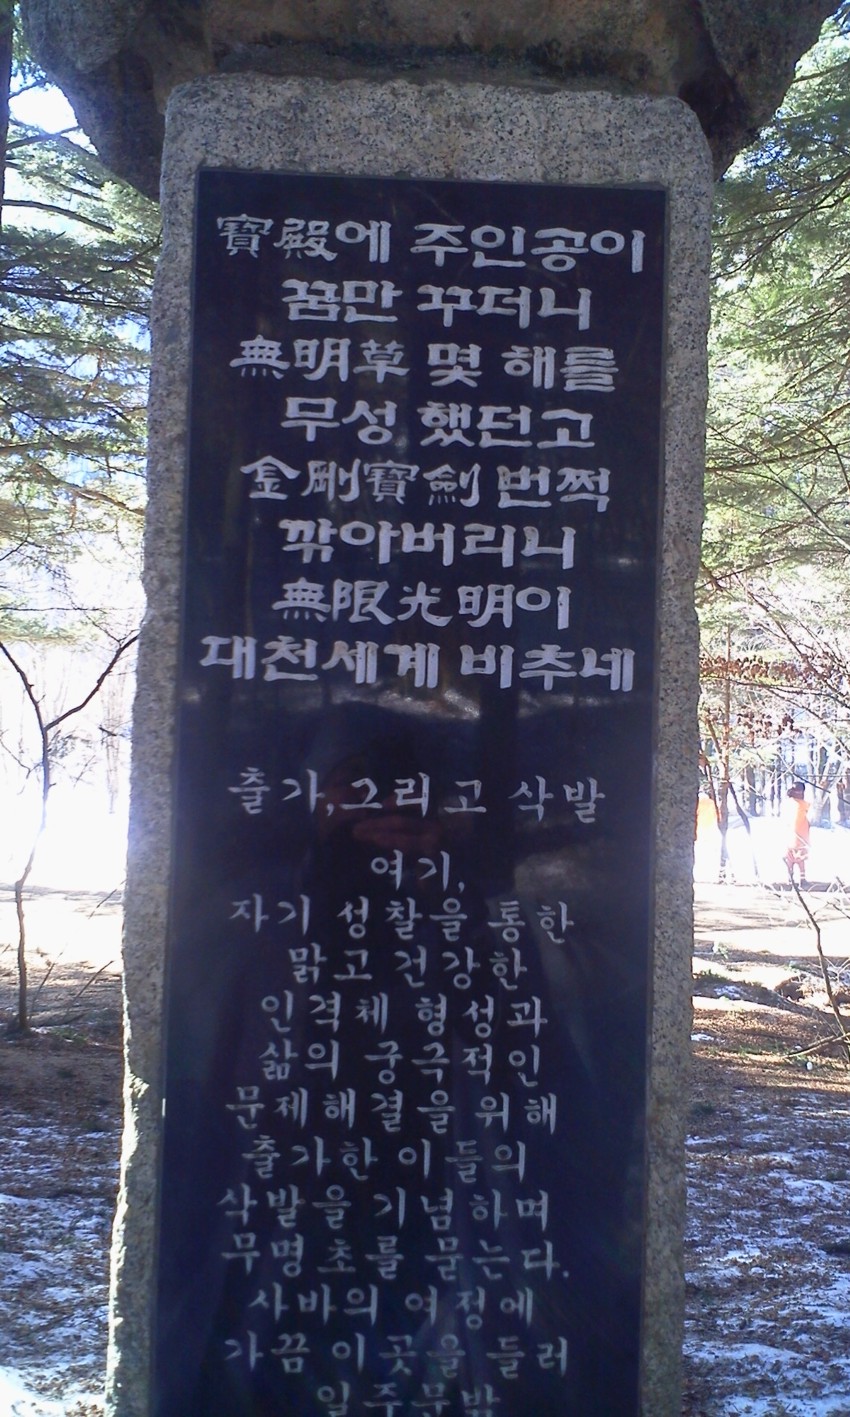 寶殿에 주인공이
꿈만 꾸더니
無明草 몇 해를
무성 했던고
金剛寶劍 번쩍
깎아버리니
無限光明이
대천세계 비추네
출가,그리고 삭발
여기,
자기 성찰을 통한
맑고 건강한
인격체 형성과
삶의 궁극적인
문제해결을 위해
출가한 이들의
삭발을 기념하며
무명초를 묻는다.
사바의 여정에
가끔 이곳을 들러
일주문밖